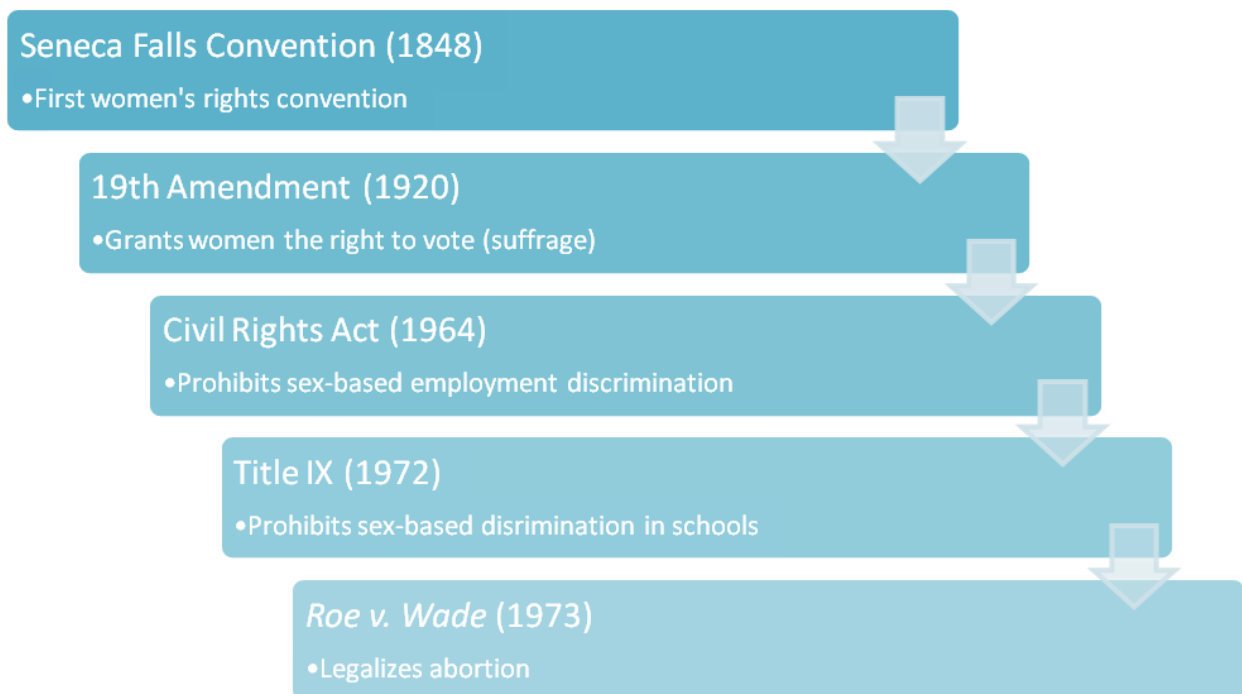 Seneca Falls Convention (1848)
•First women's rights convention
19th Amendment (1920)
•Grants women the right to vote (suffrage)
Civil Rights Act (1964)
•Prohibits sex-based employment discrimination
Title IX (1972)
•Prohibits sex-based disrimination in schools
Roe v. Wade (1973)
•Legalizes abortion